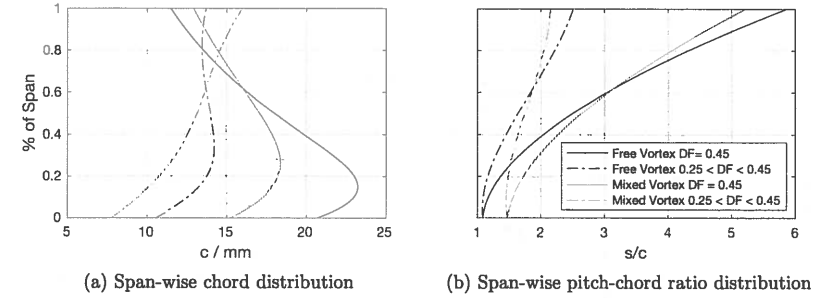 1
0.8
0.6
0.4
0.2
0
% of Span
5
10
15
20
25
c / mm
(a) Span-wise chord distribution
Free Vortex DF= 0.45
Free Vortex 0.25 < DF < 0.45
Mixed Vortex DF = 0.45
Mixed Vortex 0.25 < DF < 0.45
1
2
3
4
5
6
s/c
(b) Span-wise pitch-chord ratio distribution